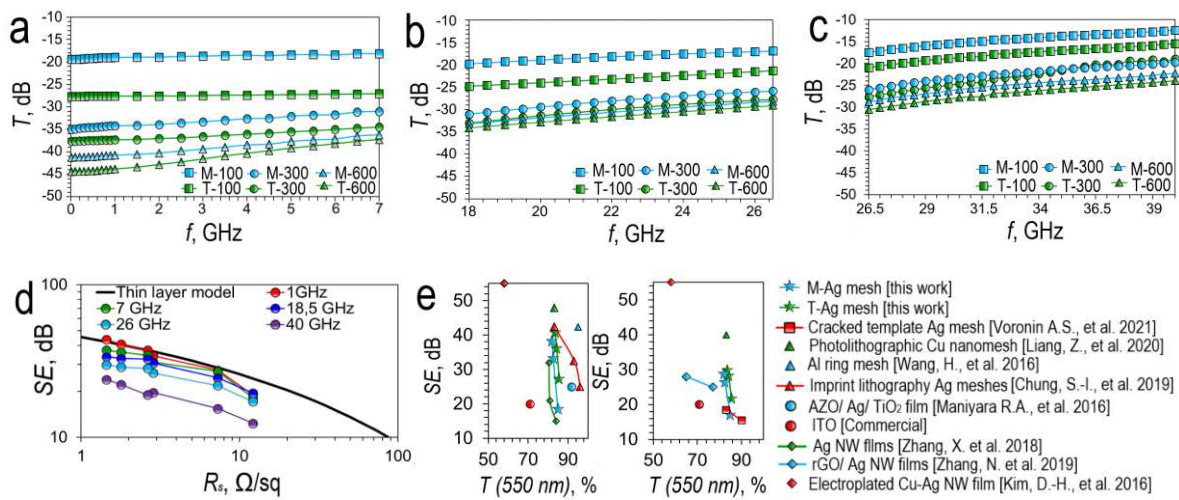 a
-10
-15
-20
-25
-30
-35
-40
-45
-50
T, dB
M-100 M-300 M-600
T-100 T-300 T-600
0 1 2 3 4 5 6 7
f, GHz
b
-10
-15
-20
-25
-30
-35
-40
-45
-50
T, dB
M-100 M-300 M-600
T-100 T-300 T-600
18 20 22 24 26
f, GHz
c
-10
-15
-20
-25
-30
-35
-40
-45
-50
T, dB
M-100 M-300 M-600
T-100 T-300 T-600
26.5 29 31.5 34 36.5 39
f, GHz
d
100
10
SE, dB
Thin layer model 1GHz
7 GHz 18,5 GHz
26 GHz 40 GHz
1 10 100
Rs, Ω/sq
e
50
40
30
20
10
SE, dB
50 70 90
T (550 nm), %
50
40
30
20
10
SE, dB
50 70 90
T (550 nm), %
M-Ag mesh [this work]
T-Ag mesh [this work]
Cracked template Ag mesh [Voronin A.S., et al. 2021]
Photolithographic Cu nanomesh [Liang, Z., et al. 2020]
Al ring mesh [Wang, H., et al. 2016]
Imprint lithography Ag meshes [Chung, S.-I., et al. 2019]
AZO/ Ag/ TiO₂ film [Maniyara R.A., et al. 2016]
ITO [Commercial]
Ag NW fIlms [Zhang, X. et al. 2018]
rGO/ Ag NW films [Zhang, N. et al. 2019]
Electroplated Cu-Ag NW film [Kim, D.-H., et al. 2016]